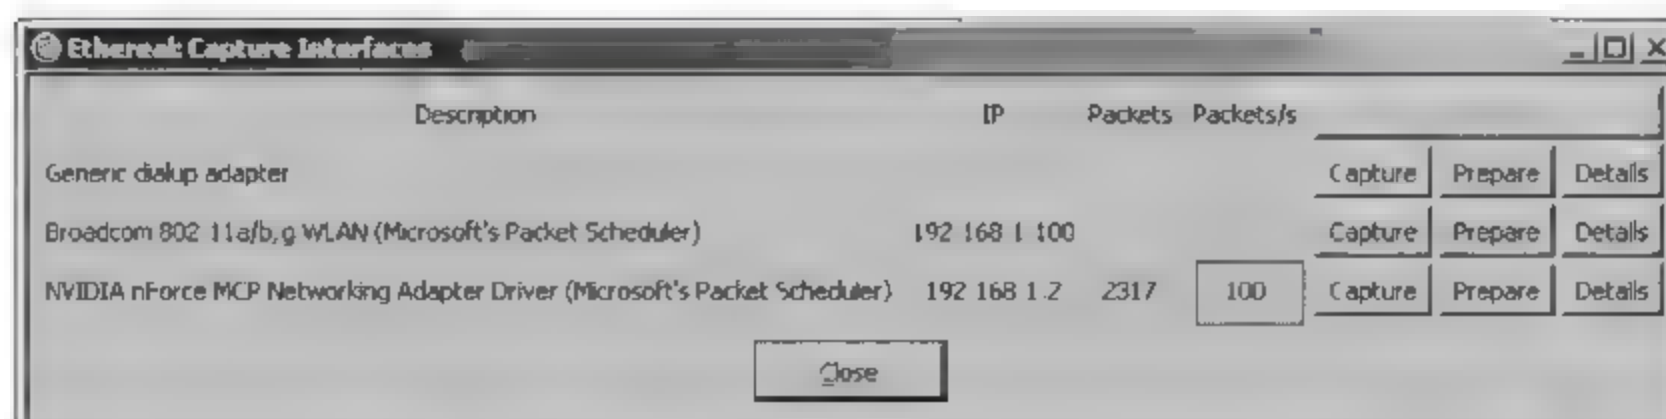 Ethereal: Capture Interfaces
Description IP Packets Packets/s
Generic dialup adapter Capture Prepare Details
Broadcom 802 11a/b,g WLAN (Microsoft's Packet Scheduler) 192 168 1 100 Capture Prepare Details
NVIDIA nForce MCP Networking Adapter Driver (Microsoft's Packet Scheduler) 192 168 1.2 2317 100 Capture Prepare Details
Close